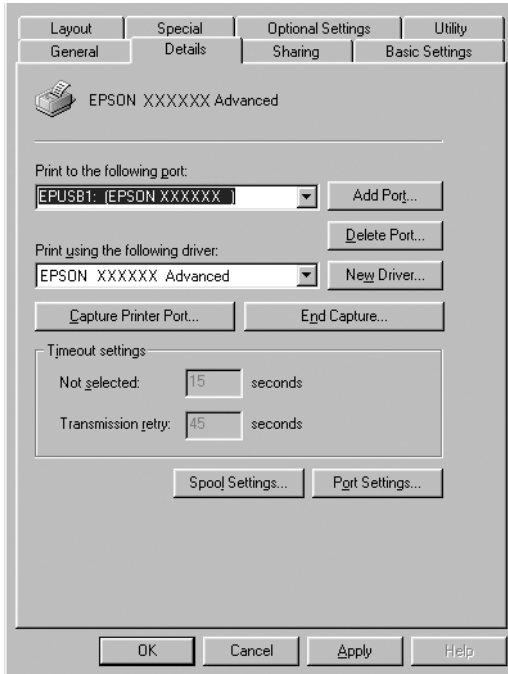 Layout Special Optional Settings Utility
General Details Sharing Basic Settings
EPSON XXXXXX Advanced
Print to the following port:
EPUSB1: (EPSON XXXXXX )
Add Port...
Delete Port...
Print using the following driver:
EPSON XXXXXX Advanced
New Driver...
Capture Printer Port... End Capture...
Timeout settings
Not selected: 15 seconds
Transmission retry: 45 seconds
Spool Settings... Port Settings...
OK Cancel Apply Help